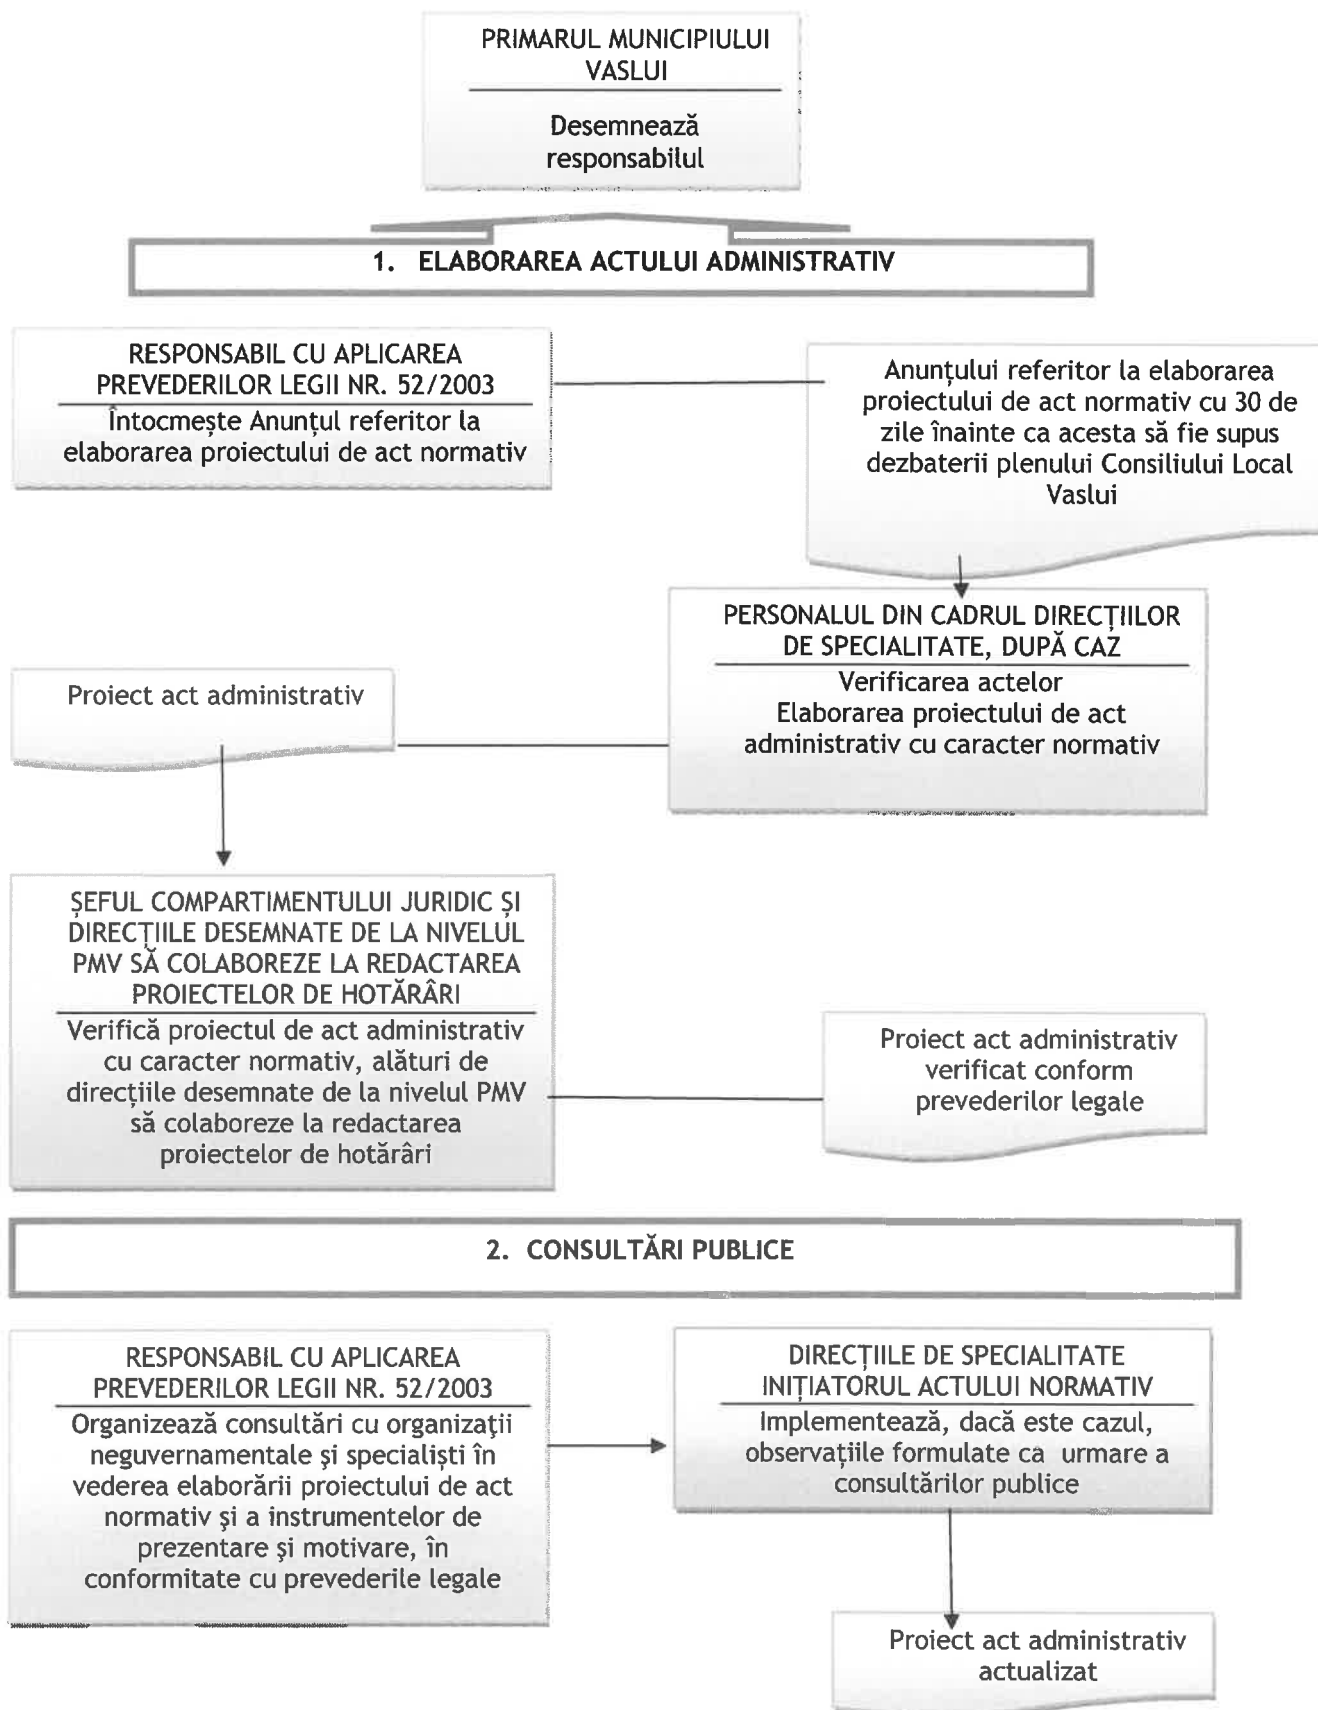 PRIMARUL MUNICIPIULUI
VASLUI
Desemnează
responsabilul
1. ELABORAREA ACTULUI ADMINISTRATIV
RESPONSABIL CU APLICAREA
PREVEDERILOR LEGII NR. 52/2003
Întocmește Anunțul referitor la
elaborarea proiectului de act normativ
Anunțului referitor la elaborarea
proiectului de act normativ cu 30 de
zile înainte ca acesta să fie supus
dezbaterii plenului Consiliului Local
Vaslui
PERSONALUL DIN CADRUL DIRECȚIILOR
DE SPECIALITATE, DUPĂ CAZ
Verificarea actelor
Elaborarea proiectului de act
administrativ cu caracter normativ
Proiect act administrativ
ȘEFUL COMPARTIMENTULUI JURIDIC ȘI
DIRECȚIILE DESEMNATE DE LA NIVELUL
PMV SĂ COLABOREZE LA REDACTAREA
PROIECTELOR DE HOTĂRÂRI
Verifică proiectul de act administrativ
cu caracter normativ, alături de
direcțiile desemnate de la nivelul PMV
să colaboreze la redactarea
proiectelor de hotărâri
Proiect act administrativ
verificat conform
prevederilor legale
2. CONSULTĂRI PUBLICE
RESPONSABIL CU APLICAREA
PREVEDERILOR LEGII NR. 52/2003
Organizează consultări cu organizaţii
neguvernamentale şi specialiști în
vederea elaborării proiectului de act
normativ şi a instrumentelor de
prezentare şi motivare, în
conformitate cu prevederile legale
DIRECȚIILE DE SPECIALITATE
INIȚIATORUL ACTULUI NORMATIV
Implementează, dacă este cazul,
observațiile formulate ca urmare a
consultărilor publice
Proiect act administrativ
actualizat